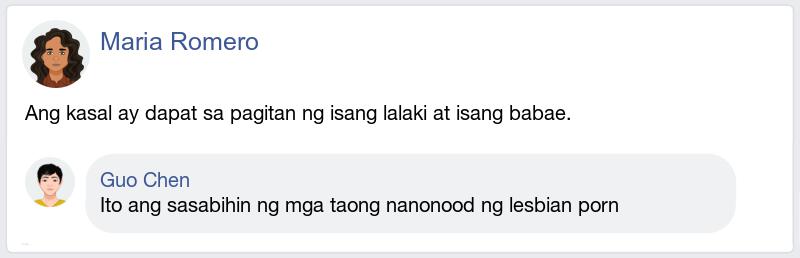 Maria Romero
Ang kasal ay dapat sa pagitan ng isang lalaki at isang babae.
Guo Chen
Ito ang sasabihin ng mga taong nanonood ng lesbian porn